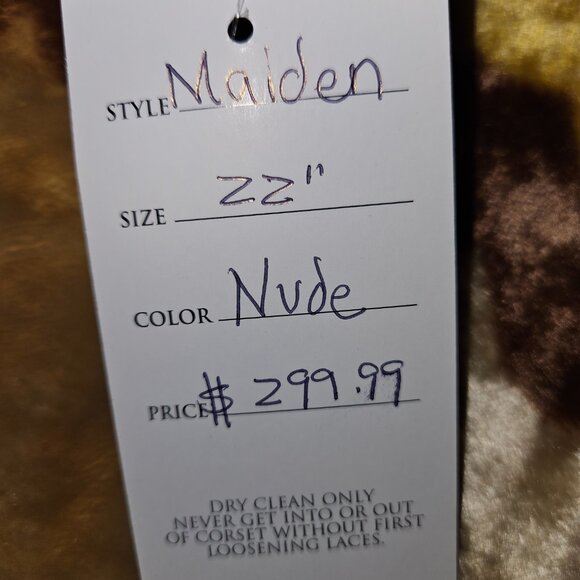 STYLE Maiden
SIZE 22"
COLOR Nude
PRICE $ 299.99
DRY CLEAN ONLY
NEVER GET INTO OR OUT
OF CORSET WITHOUT FIRST
LOOSENING LACES.